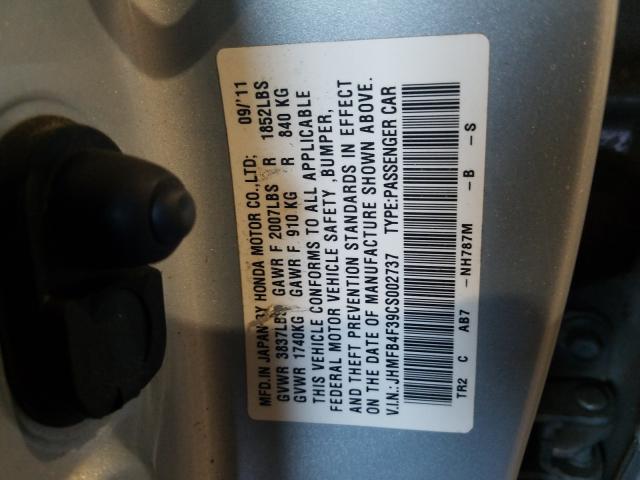 MFD.IN JAPAN BY HONDA MOTOR CO.,LTD; 09/'11
GVWR 3837LBS GAWR F 2007LBS R 1852LBS
GVWR 1740KG GAWR F 910 KG R 840 KG
THIS VEHICLE CONFORMS TO ALL APPLICABLE
FEDERAL MOTOR VEHICLE SAFETY ,BUMPER,
AND THEFT PREVENTION STANDARDS IN EFFECT
ON THE DATE OF MANUFACTURE SHOWN ABOVE.
V.I.N.: JHMFB4F39CS002737 TYPE:PASSENGER CAR
TR2 C AB7 -NH787M -B -S